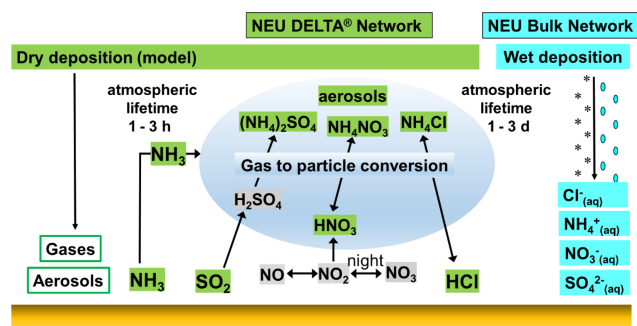 NEU DELTA® Network
NEU Bulk Network
Dry deposition (model)
Wet deposition
atmospheric
lifetime
1 - 3 h
aerosols
atmospheric
lifetime
1 - 3 d
(NH₄)₂SO₄
NH₄NO₃
NH₄Cl
NH₃
Gas to particle conversion
H₂SO₄
HNO₃
Cl⁻(aq)
NH₄⁺(aq)
NO₃⁻(aq)
SO₄²⁻(aq)
Gases
Aerosols
NH₃
SO₂
NO
NO₂
night
NO₃
HCl